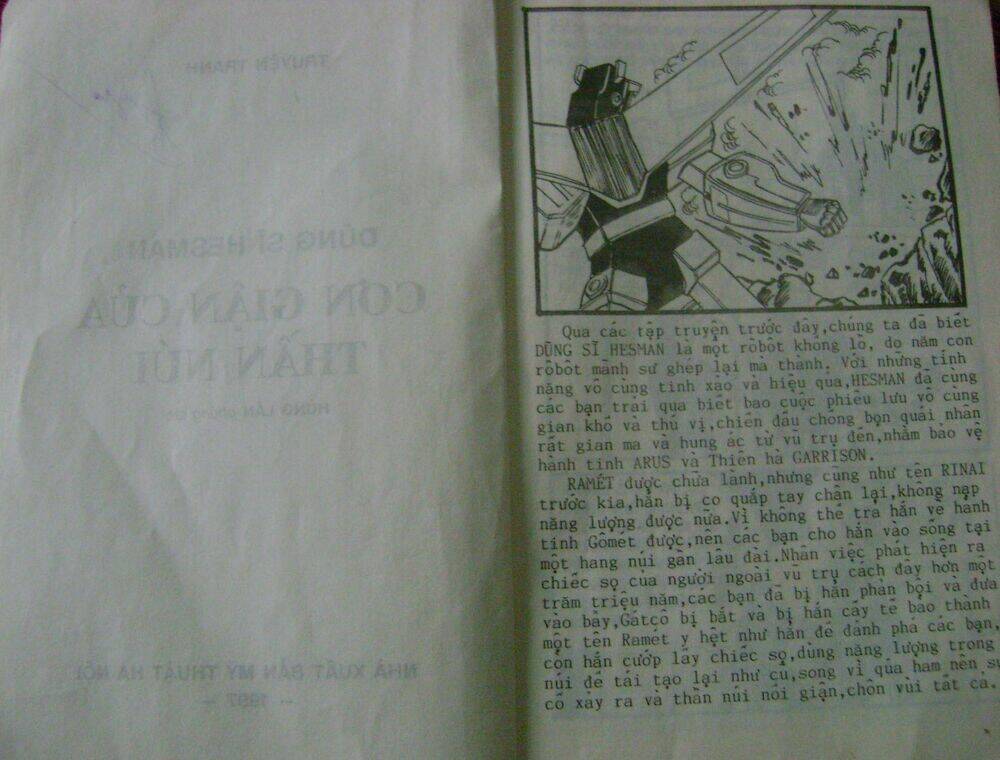 TRUYỆN TRANH
DŨNG SĨ HESMAN
CƠN GIẬN CỦA
THẦN NÚI
HÙNG LÂN
NHÀ XUẤT BẢN MỸ THUẬT HÀ NỘI
– 1997 –
Qua các tập truyện trước đây,chúng ta đã biết
DŨNG SĨ HESMAN là một rôbốt khổng lồ, do năm con
rôbốt mãnh sư ghép lại mà thành. Với những tính
năng vô cùng tinh xảo và hiệu quả,HESMAN đã cùng
các bạn trải qua biết bao cuộc phiêu lưu vô cùng
gian khổ và thú vị,chiến đấu chống bọn quái nhân
rất gian ma và hung ác từ vũ trụ đến,nhằm bảo vệ
hành tinh ARUS và Thiên hà GARRISON.
RAMÉT được chữa lành,nhưng cũng như tên RINAI
trước kia,hắn bị co quắp tay chân lại,không nạp
năng lượng được nữa.Vì không thể trả hắn về hành
tinh Gômét được,nên các bạn cho hắn vào sống tại
một hang núi gần lâu đài.Nhân việc phát hiện ra
chiếc sọ của người ngoài vũ trụ cách đây hơn một
trăm triệu năm,các bạn đã bị hắn phản bội và đưa
vào bẫy,Gátcô bị bắt và bị hắn cấy tế bào thành
một tên Ramét y hệt như hắn để đánh phá các bạn,
còn hắn cướp lấy chiếc sọ,dùng năng lượng trong
núi để tái tạo lại như cũ,song vì quá ham nên sự
cố xảy ra và thần núi nổi giận,chôn vùi tất cả.